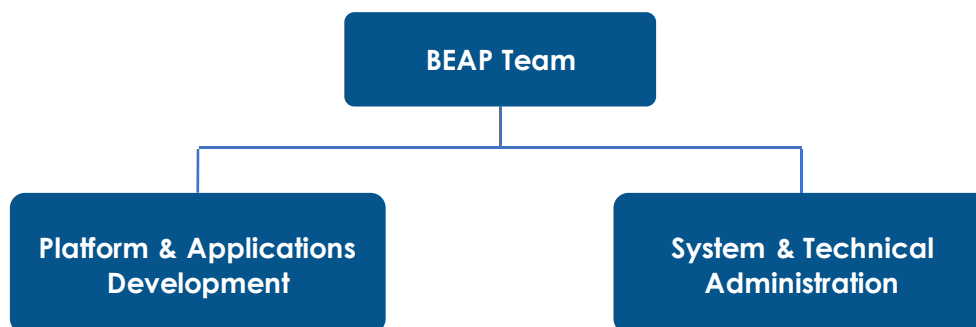 BEAP Team
Platform & Applications
Development
System & Technical
Administration